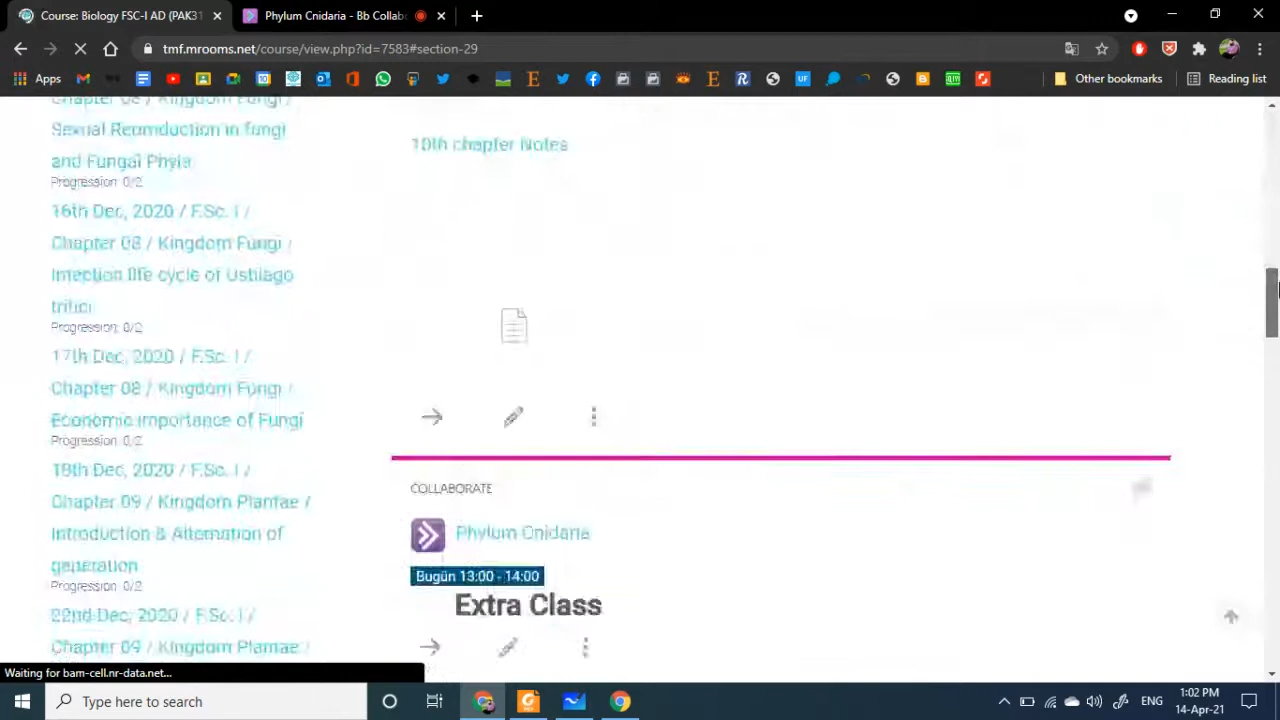 Course: Biology FSC-I AD (PAK31
Phylum Cnidaria - Bb Collab
tmf.mrooms.net/course/view.php?id=7583#section-29
Apps
Other bookmarks
Reading list
Chapter 08 / Kingdom Fungi /
Sexual Reproduction in fungi
and Fungal Phyla
Progression: 0/2
16th Dec, 2020 / F.Sc. I /
Chapter 08 / Kingdom Fungi /
Infection life cycle of Ustilago
tritici
Progression: 0/2
17th Dec, 2020 / F.Sc. I /
Chapter 08 / Kingdom Fungi /
Economic importance of Fungi
Progression: 0/2
18th Dec, 2020 / F.Sc. I /
Chapter 09 / Kingdom Plantae /
Introduction & Alternation of
generation
Progression: 0/2
22nd Dec, 2020 / F.Sc. I /
Chapter 09 / Kingdom Plantae /
10th chapter Notes
COLLABORATE
Phylum Cnidaria
Bugün 13:00 - 14:00
Extra Class
Waiting for bam-cell.nr-data.net...
Type here to search
ENG
1:02 PM
14-Apr-21